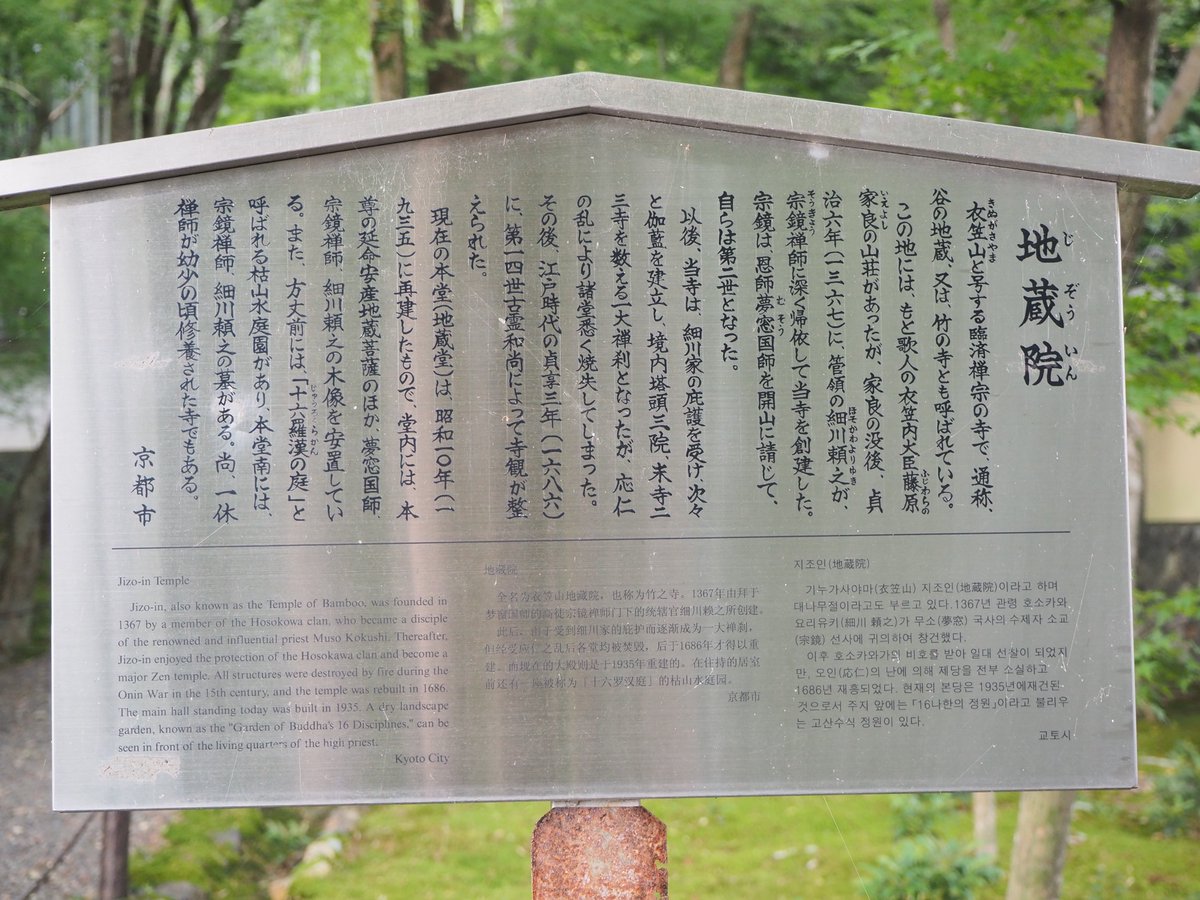 地蔵院
衣笠山と号する臨済禅宗の寺で、通称、
谷の地蔵、又は、竹の寺とも呼ばれている。
この地には、もと歌人の衣笠内大臣藤原
家良の山荘があったが、家良の没後、貞
治六年(一三六七)に、管領の細川頼之が、
宗鏡禅師に深く帰依して当寺を創建した。
宗鏡は、恩師夢窓国師を開山に請じて、
自らは第二世となった。
以後、当寺は、細川家の庇護を受け、次々
と伽藍を建立し、境内塔頭三院、末寺二
三寺を数える一大禅刹となったが、応仁
の乱により諸堂悉く焼失してしまった。
その後、江戸時代の貞享三年(一六八六)
に、第一四世古霊和尚によって寺観が整
えられた。
現在の本堂(地蔵堂)は、昭和一〇年(一
九三五)に再建したもので、堂内には、本
尊の延命安産地蔵菩薩のほか、夢窓国師、
宗鏡禅師、細川頼之の木像を安置してい
る。また、方丈前には、「十六羅漢の庭」と
呼ばれる枯山水庭園があり、本堂南には、
宗鏡禅師、細川頼之の墓がある。尚、一休
禅師が幼少の頃修養された寺でもある。
京都市
Jizo-in Temple
Jizo-in, also known as the Temple of Bamboo, was founded in
1367 by a member of the Hosokowa clan, who became a disciple
of the renowned and influential priest Muso Kokushi. Thereafter,
Jizo-in enjoyed the protection of the Hosokawa clan and become a
major Zen temple. All structures were destroyed by fire during the
Onin War in the 15th century, and the temple was rebuilt in 1686.
The main hall standing today was built in 1935. A dry landscape
garden, known as the "Garden of Buddha's 16 Disciplines," can be
seen in front of the living quarters of the high priest.
Kyoto City
地藏院
全名为衣笠山地藏院，也称为竹之寺。1367年由拜于
梦窗国师的高徒宗镜禅师门下的统辖官细川赖之所创建。
此后，由于受到细川家的庇护而逐渐成为一大禅刹，
但经受应仁之乱后各堂均被焚毁，后于1686年才得以重
建。而现在的大殿则是于1935年重建的。在住持的居室
前还有一座被称为「十六罗汉庭」的枯山水庭园。
京都市
지조인(地蔵院)
가누가사야마(衣笠山) 지조인(地蔵院)이라고 하며
대나무절이라고도 부르고 있다. 1367년 관령 호소카와
요리유키(細川 頼之)가 무소(夢窓) 국사의 수제자 소교
(宗鏡) 선사에 귀의하여 창건했다.
이후 호소카와가의 비호를 받아 일대 선찰이 되었지
만, 오인(応仁)의 난에 의해 제당을 전부 소실하고
1686년 재흥되었다. 현재의 본당은 1935년에재건된
것으로서 주지 앞에는 「16나한의 정원」이라고 불리우
는 고산수식 정원이 있다.
교토시